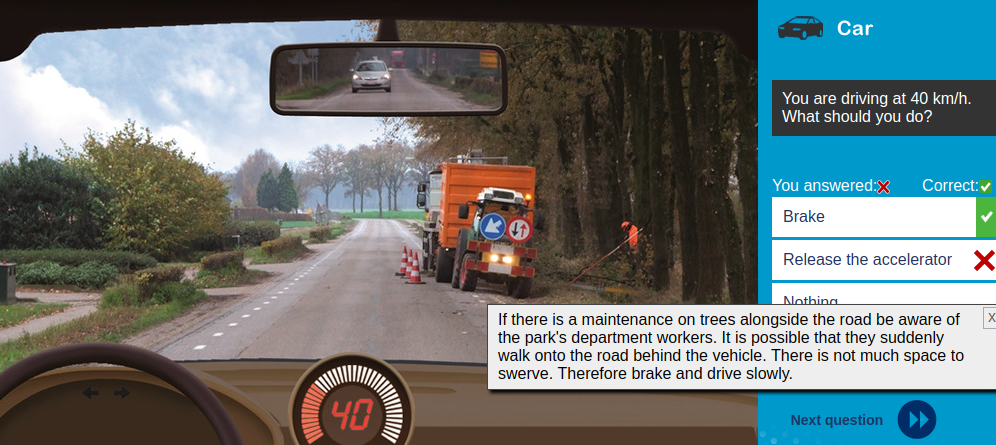 Car
You are driving at 40 km/h.
What should you do?
You answered:
Correct:
Brake
Release the accelerator
Nothing
If there is a maintenance on trees alongside the road be aware of
the park's department workers. It is possible that they suddenly
walk onto the road behind the vehicle. There is not much space to
swerve. Therefore brake and drive slowly.
X
40
Next question